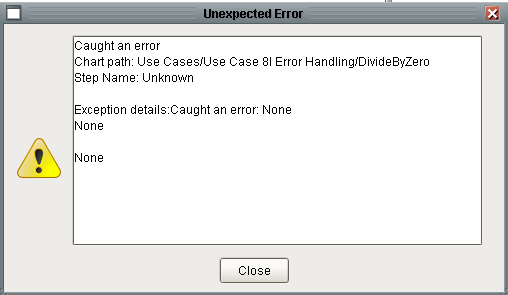 Unexpected Error
Caught an error
Chart path: Use Cases/Use Case 8I Error Handling/DivideByZero
Step Name: Unknown
Exception details:Caught an error: None
None
None
Close